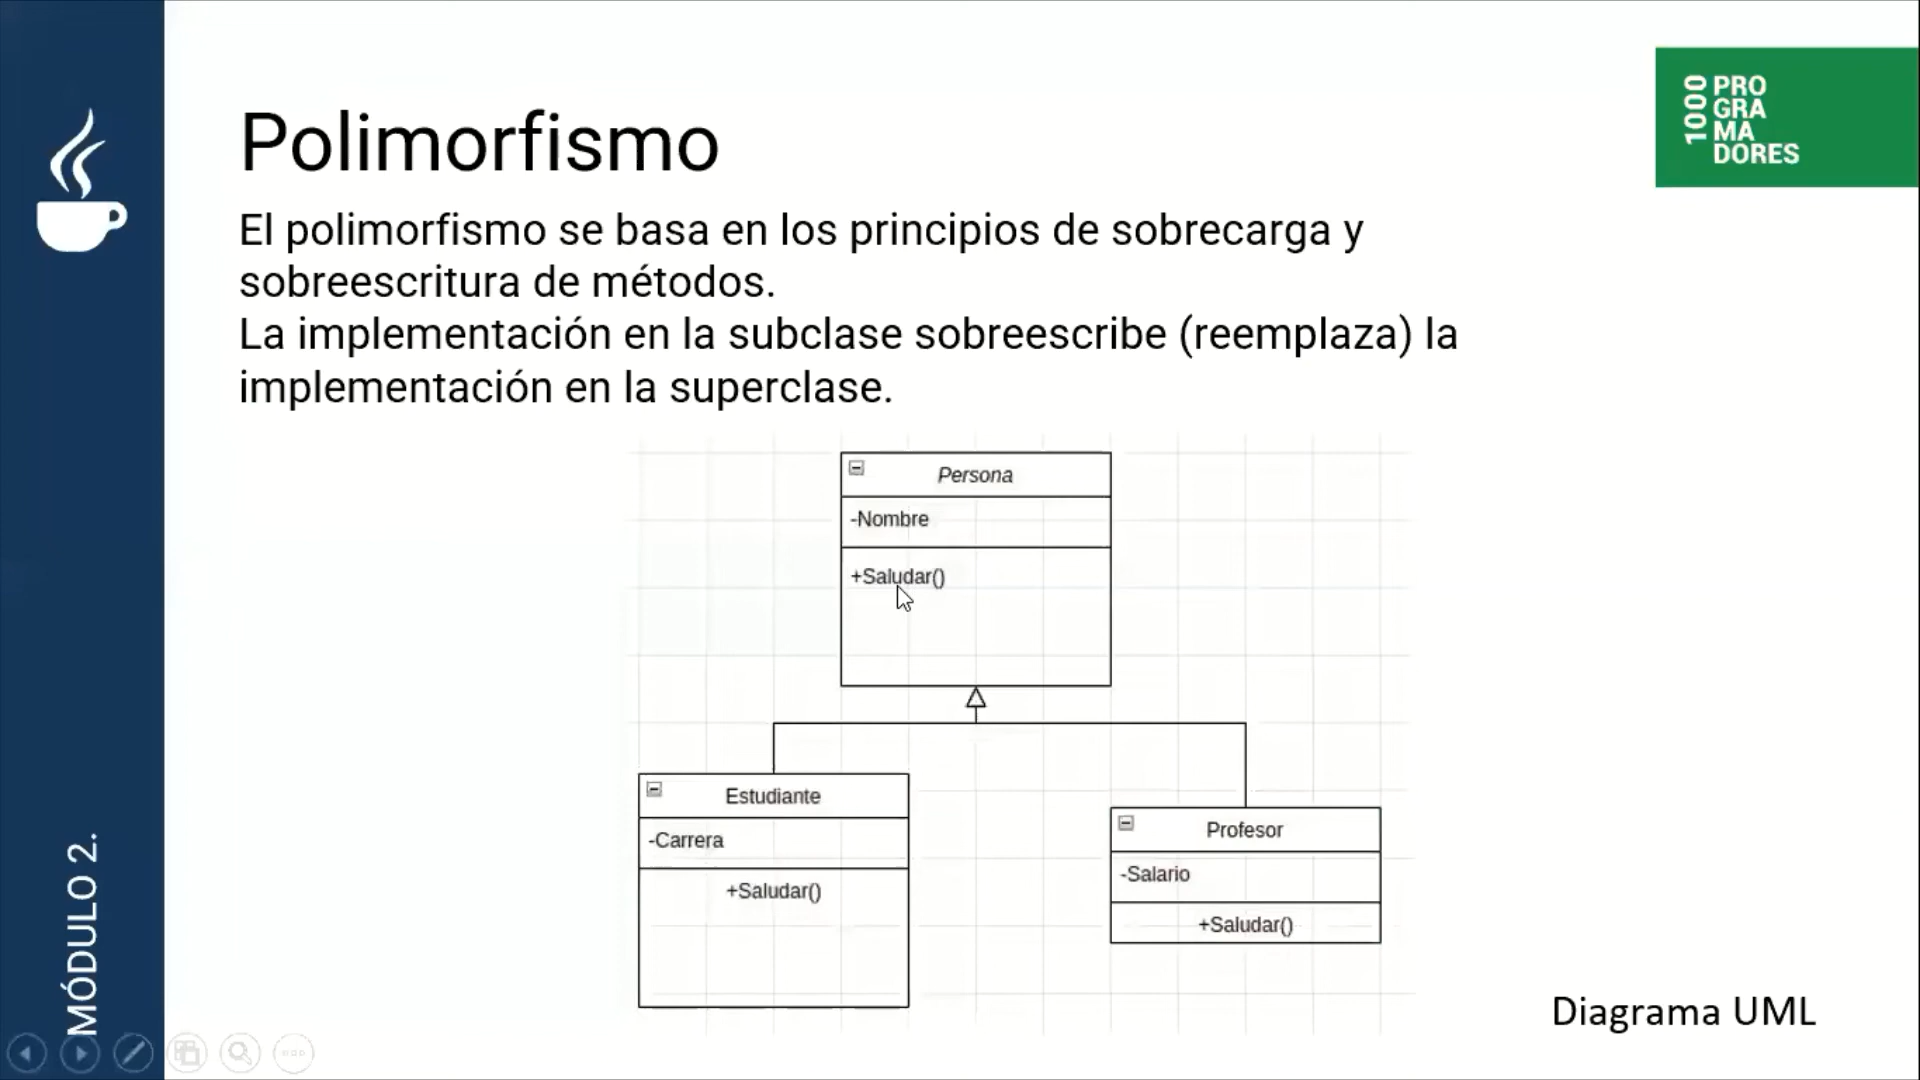 Polimorfismo
1000
PRO
GRA
MA
DORES
El polimorfismo se basa en los principios de sobrecarga y
sobreescritura de métodos.
La implementación en la subclase sobreescribe (reemplaza) la
implementación en la superclase.
Persona
-Nombre
+Saludar()
Estudiante
-Carrera
+Saludar()
Profesor
-Salario
+Saludar()
Diagrama UML
MÓDULO 2.